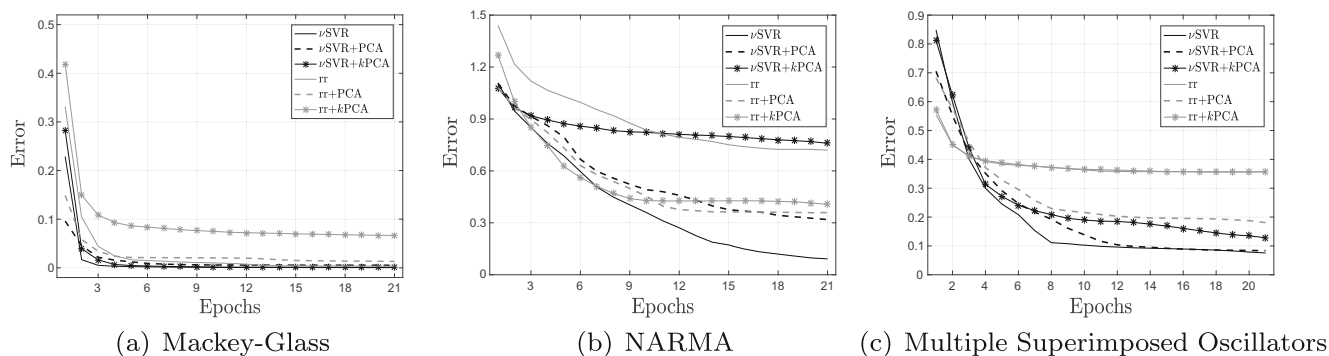 0.5
0.4
0.3
0.2
0.1
0
Error
3 6 9 12 15 18 21
Epochs
νSVR
νSVR+PCA
νSVR+kPCA
rr
rr+PCA
rr+kPCA
(a) Mackey-Glass
1.5
1.2
0.9
0.6
0.3
0
Error
3 6 9 12 15 18 21
Epochs
νSVR
νSVR+PCA
νSVR+kPCA
rr
rr+PCA
rr+kPCA
(b) NARMA
0.9
0.8
0.7
0.6
0.5
0.4
0.3
0.2
0.1
0
Error
2 4 6 8 10 12 14 16 18 20
Epochs
νSVR
νSVR+PCA
νSVR+kPCA
rr
rr+PCA
rr+kPCA
(c) Multiple Superimposed Oscillators